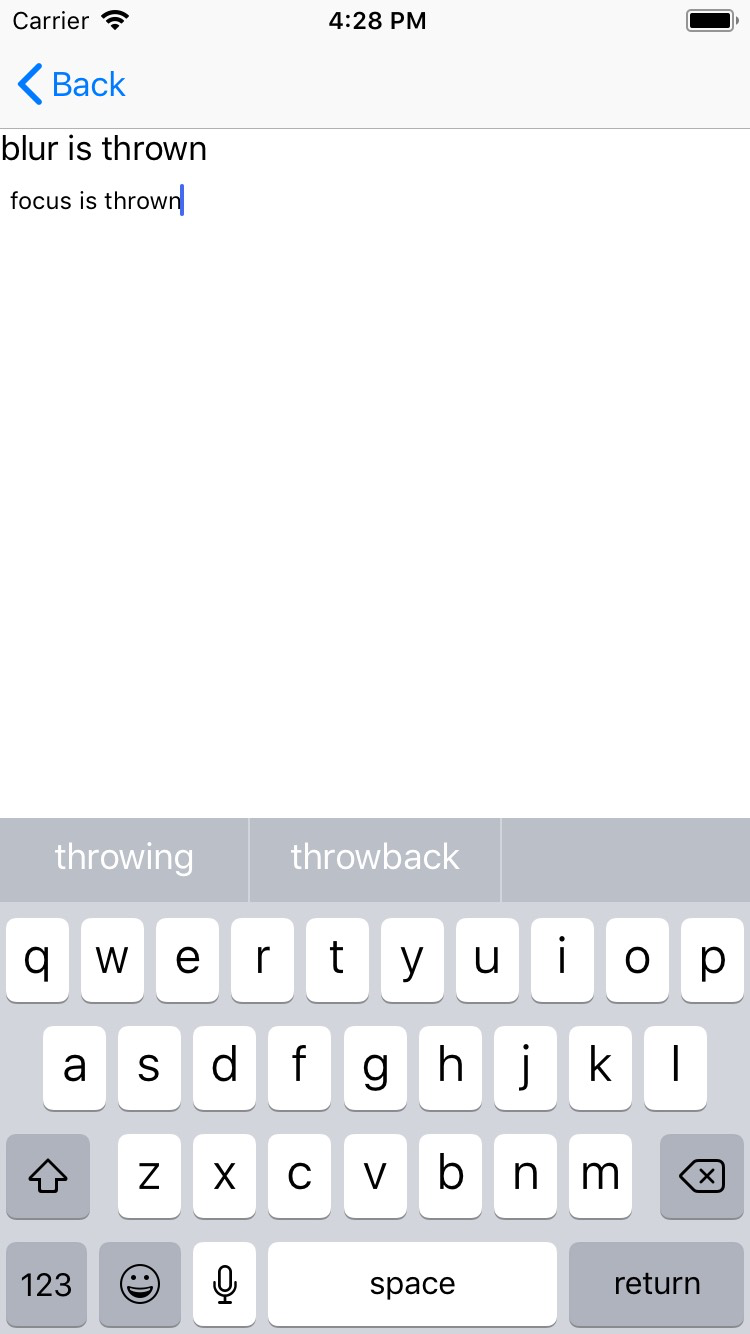 Carrier 4:28 PM
Back
blur is thrown
focus is thrown
throwing throwback
q w e r t y u i o p
a s d f g h j k l
z x c v b n m
123 space return